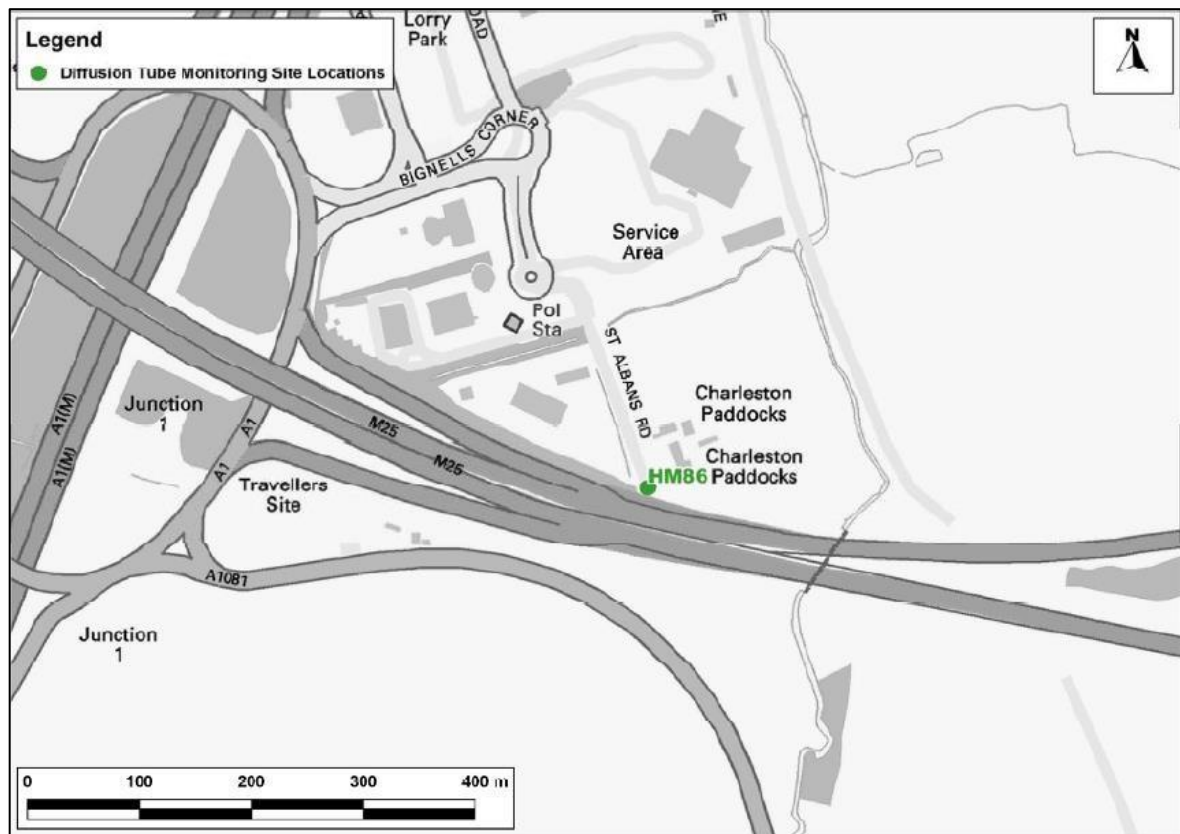 Legend
Diffusion Tube Monitoring Site Locations
N
Lorry
Park
OAD
BIGNELLS CORNER
Service
Area
Pol
Sta
ST ALBANS RD
Charleston
Paddocks
HM86
Charleston
Paddocks
Junction
1
A1(M)
A1(M)
A1
A1
M25
M25
Travellers
Site
A1081
Junction
1
0 100 200 300 400 m